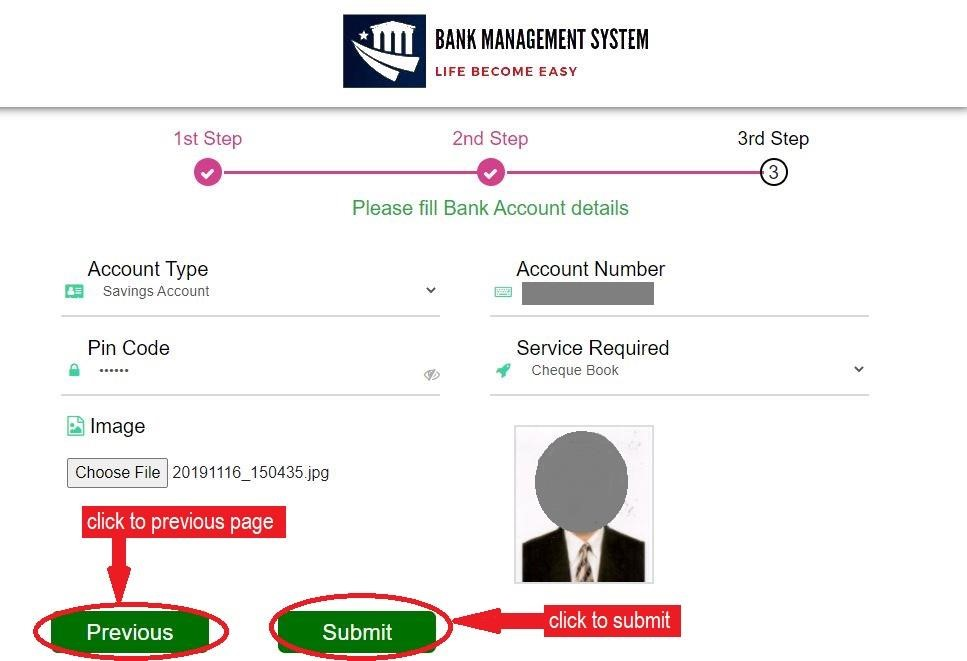 BANK MANAGEMENT SYSTEM
LIFE BECOME EASY
1st Step 2nd Step 3rd Step
3
Please fill Bank Account details
Account Type Account Number
Savings Account
Pin Code Service Required
•••••• Cheque Book
Image
Choose File 20191116_150435.jpg
click to previous page
click to submit
Previous Submit